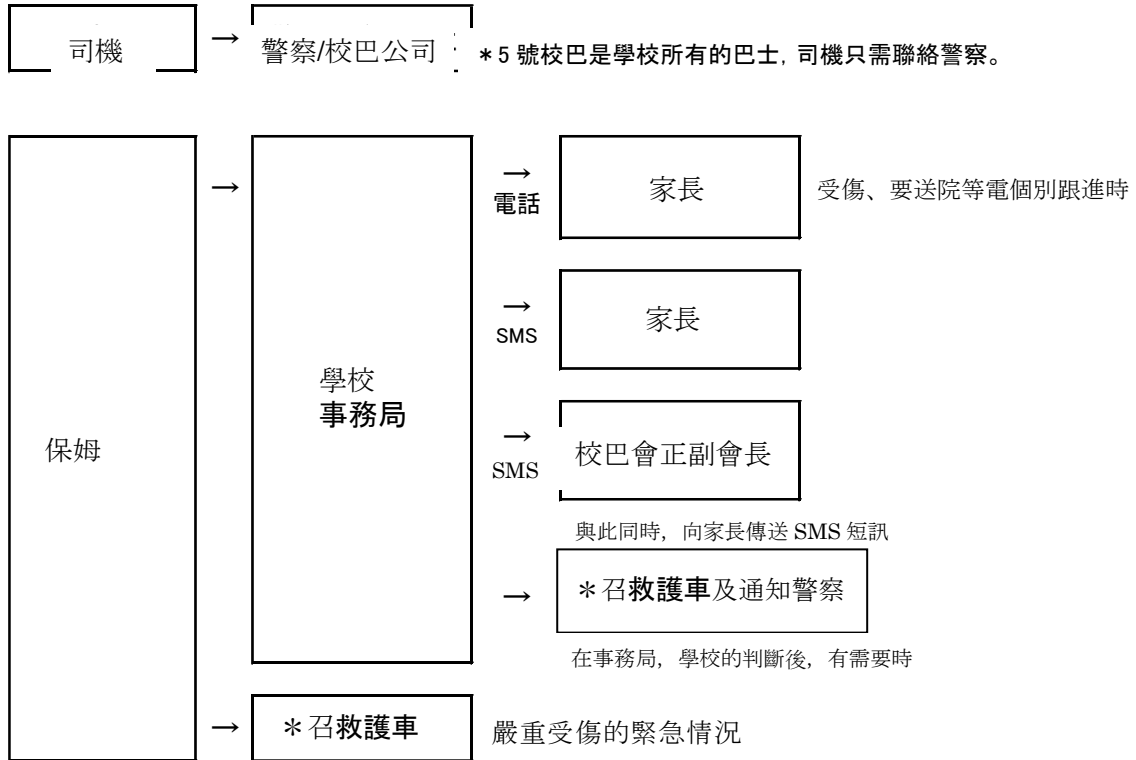 司機 → 警察/校巴公司 ＊5 號校巴是學校所有的巴士, 司機只需聯絡警察。
保姆
→
學校
事務局
→
電話
家長
受傷、要送院等電個別跟進時
→
SMS
家長
→
SMS
校巴會正副會長
與此同時, 向家長傳送 SMS 短訊
→
＊召救護車及通知警察
在事務局, 學校的判斷後, 有需要時
→
＊召救護車
嚴重受傷的緊急情況